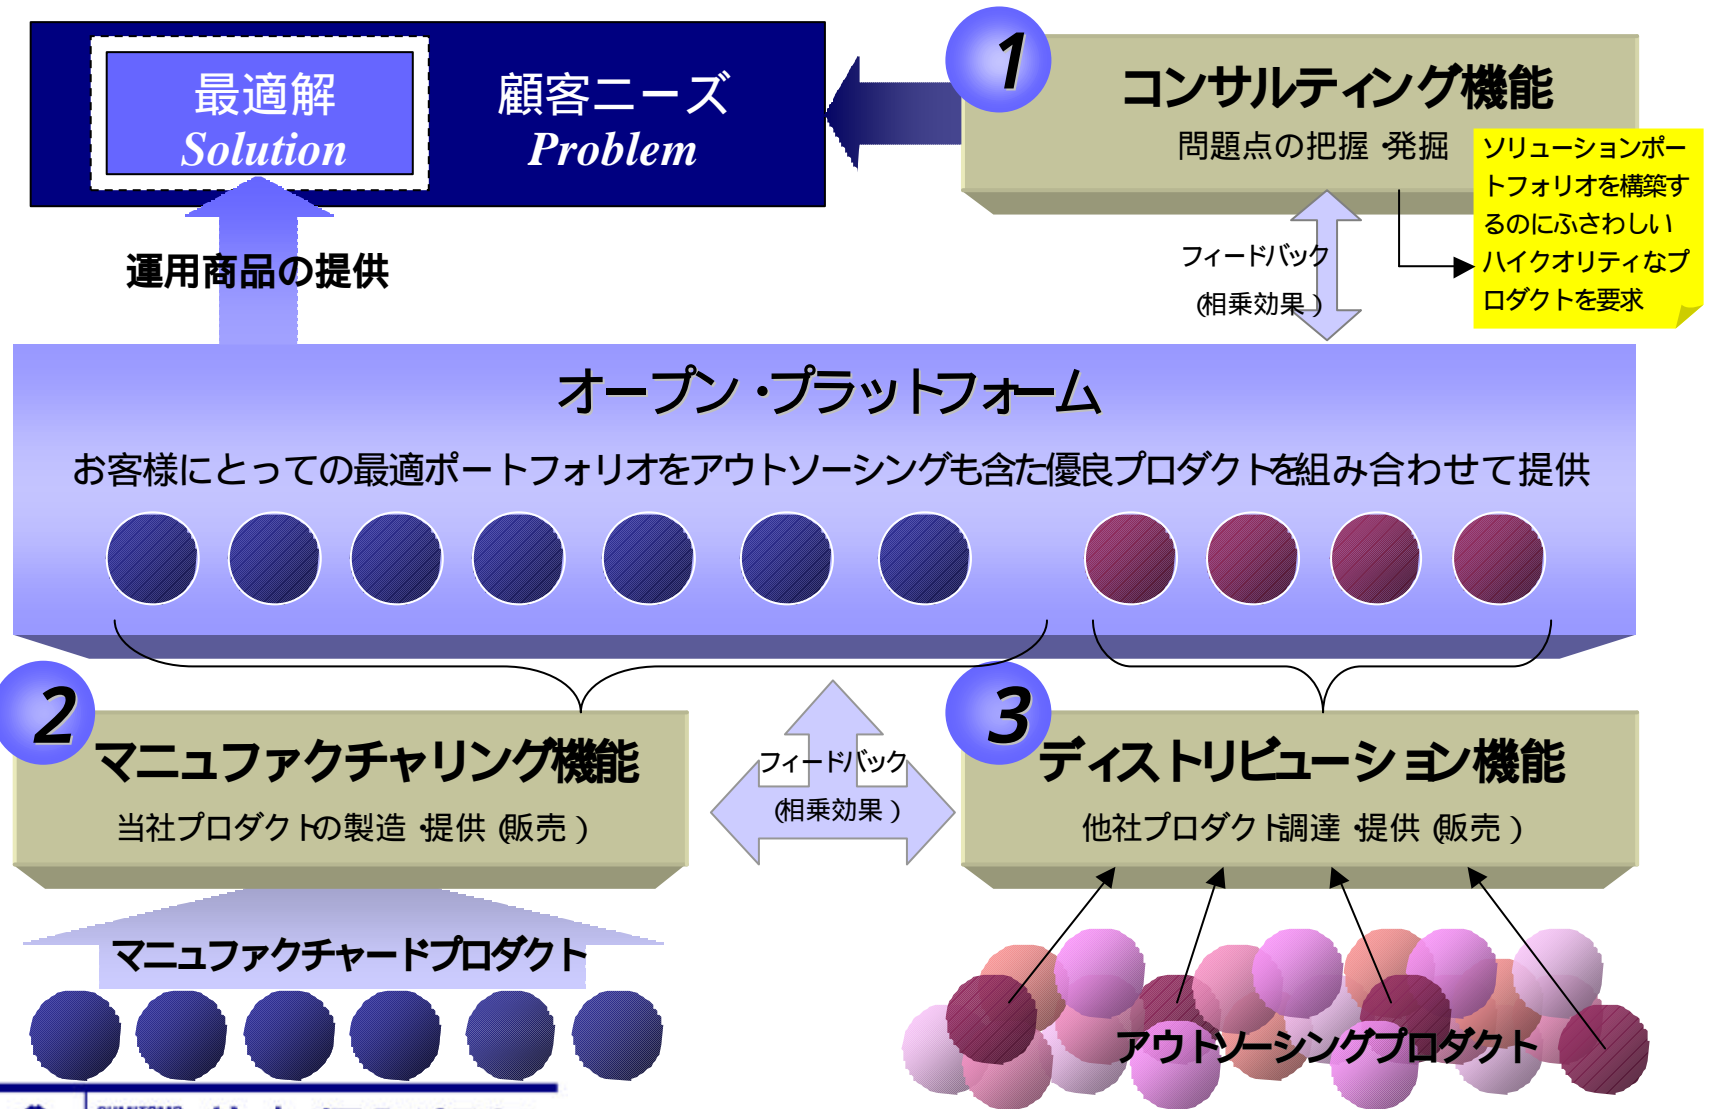 最適解
Solution
顧客ニーズ
Problem
1
コンサルティング機能
問題点の把握・発掘
ソリューションポー
トフォリオを構築す
るのにふさわしい
ハイクオリティなプ
ロダクトを要求
運用商品の提供
フィードバック
(相乗効果)
オープン・プラットフォーム
お客様にとっての最適ポートフォリオをアウトソーシングも含た優良プロダクトを組み合わせて提供
2
マニュファクチャリング機能
当社プロダクトの製造・提供(販売)
フィードバック
(相乗効果)
3
ディストリビューション機能
他社プロダクト調達・提供(販売)
マニュファクチャードプロダクト
アウトソーシングプロダクト